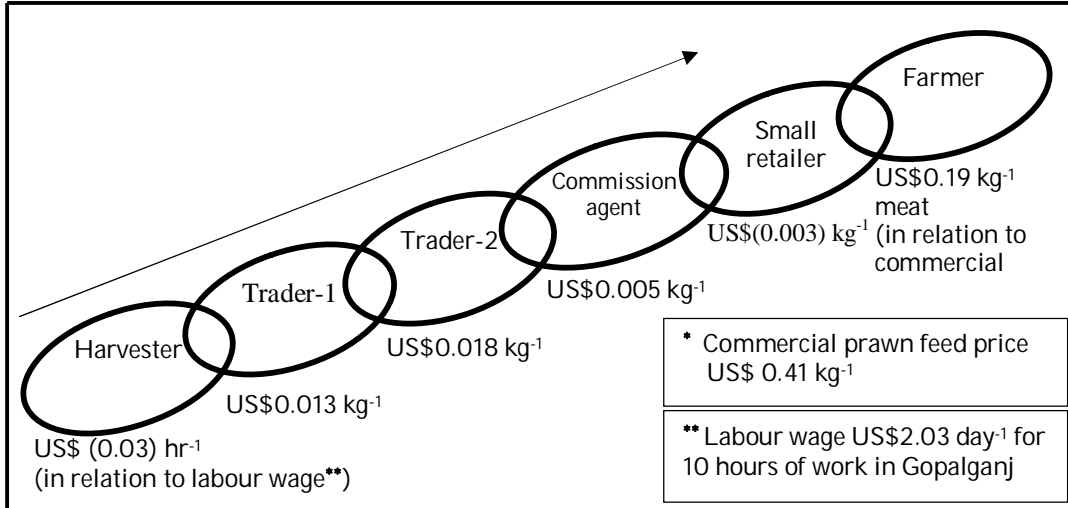 Farmer
Small
retailer
Commission
agent
Trader-2
Trader-1
Harvester
US$0.19 kg-1
meat
(in relation to
commercial
US$(0.003) kg-1
US$0.005 kg-1
US$0.018 kg-1
US$0.013 kg-1
US$ (0.03) hr-1
(in relation to labour wage**)
* Commercial prawn feed price
US$ 0.41 kg-1
** Labour wage US$2.03 day-1 for
10 hours of work in Gopalganj